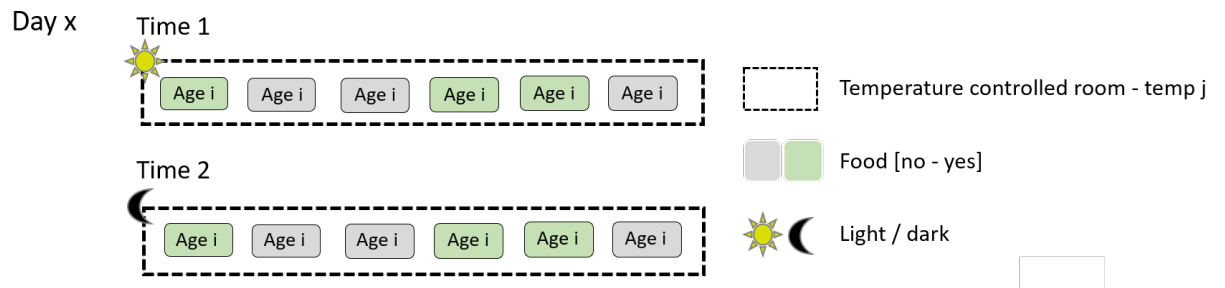 Day x
Time 1
Age i Age i Age i Age i Age i Age i
Temperature controlled room - temp j
Time 2
Food [no - yes]
Age i Age i Age i Age i Age i Age i
Light / dark